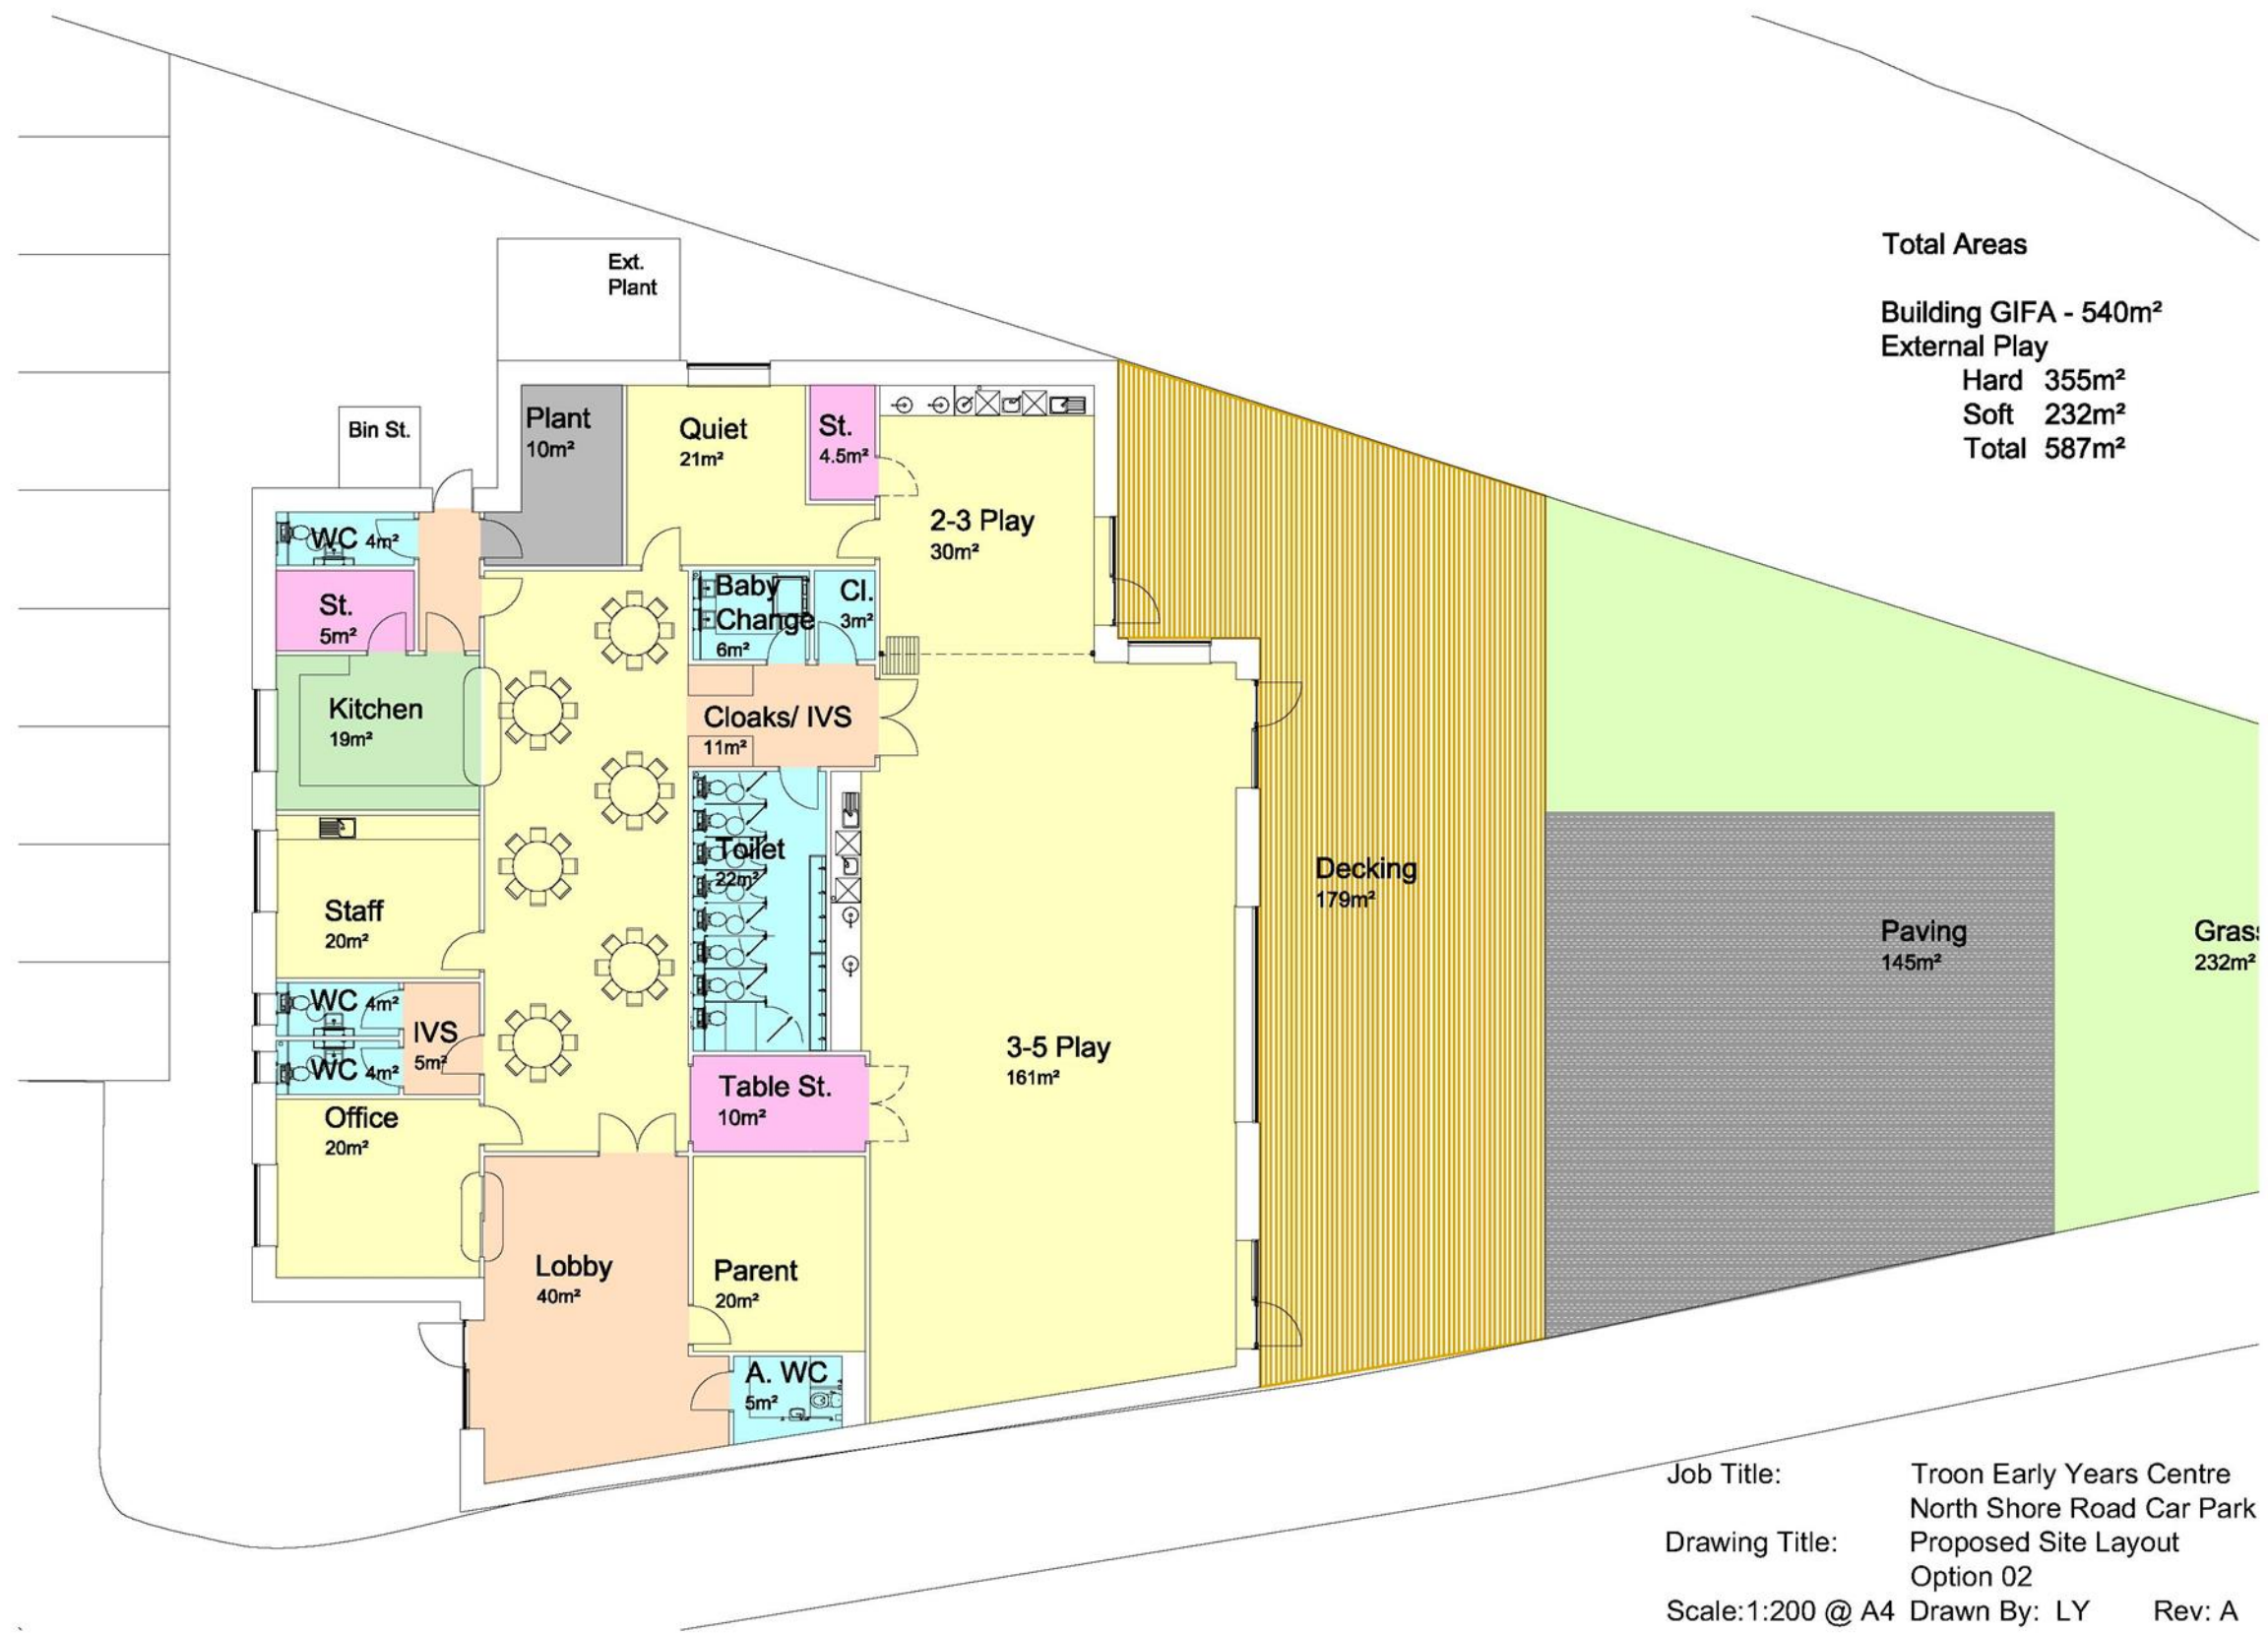 Total Areas
Building GIFA - 540m²
External Play
Hard 355m²
Soft 232m²
Total 587m²
Ext.
Plant
Bin St.
Plant
10m²
Quiet
21m²
St.
4.5m²
2-3 Play
30m²
WC 4m²
St.
5m²
Baby
Change
6m²
Cl.
3m²
Kitchen
19m²
Cloaks/ IVS
11m²
Toilet
22m²
Staff
20m²
Decking
179m²
Paving
145m²
Gras
232m²
WC 4m²
IVS
5m²
WC 4m²
3-5 Play
161m²
Table St.
10m²
Office
20m²
Lobby
40m²
Parent
20m²
A. WC
5m²
Job Title: Troon Early Years Centre
North Shore Road Car Park
Drawing Title: Proposed Site Layout
Option 02
Scale:1:200 @ A4 Drawn By: LY Rev: A